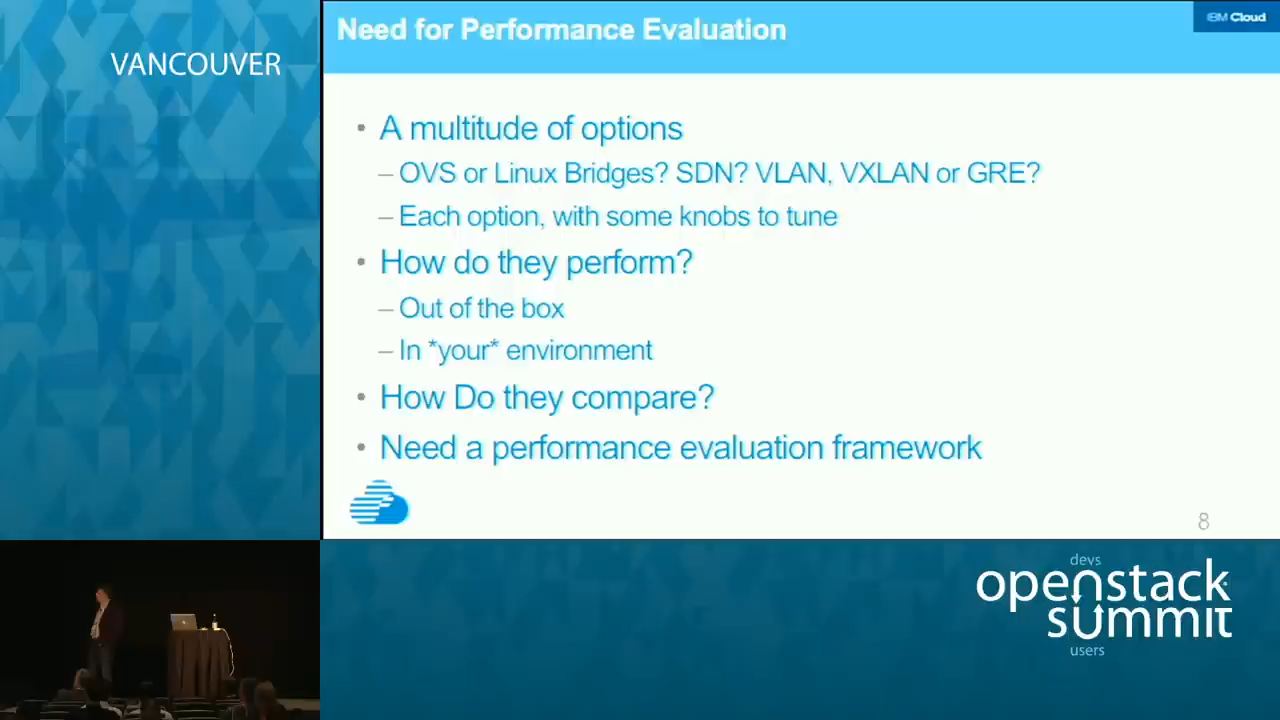 VANCOUVER
Need for Performance Evaluation
IBM Cloud
• A multitude of options
– OVS or Linux Bridges? SDN? VLAN, VXLAN or GRE?
– Each option, with some knobs to tune
• How do they perform?
– Out of the box
– In *your* environment
• How Do they compare?
• Need a performance evaluation framework
8
devs
openstack
summit
users